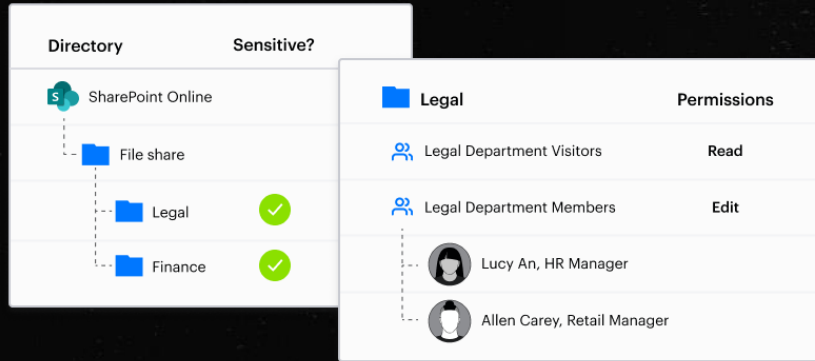 Directory Sensitive?
S SharePoint Online
File share
Legal
Finance
Legal Permissions
Legal Department Visitors Read
Legal Department Members Edit
Lucy An, HR Manager
Allen Carey, Retail Manager